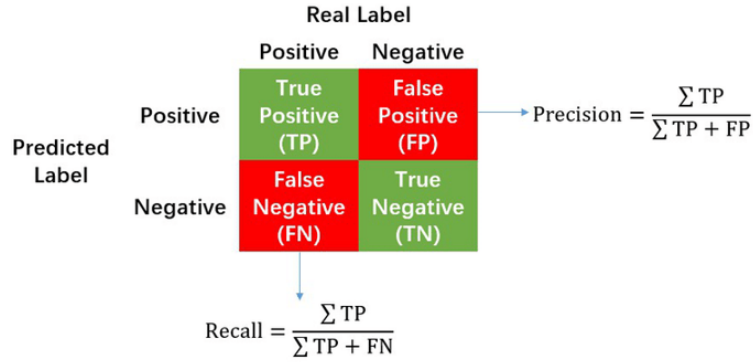 Real Label
Positive Negative
Predicted Label
Positive
True Positive (TP)
False Positive (FP)
Precision = ∑ TP / ∑ TP + FP
Negative
False Negative (FN)
True Negative (TN)
Recall = ∑ TP / ∑ TP + FN